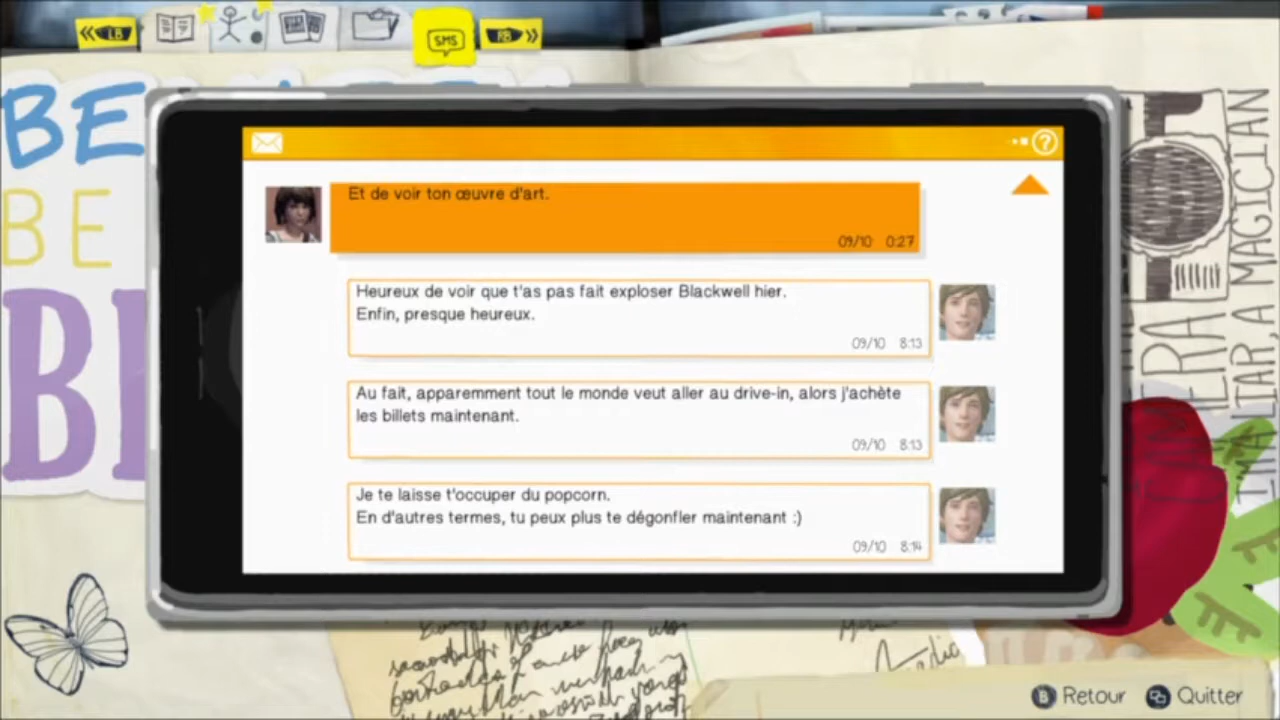 LB
SMS
RB
BE
BE
?
Et de voir ton œuvre d'art.
09/10 0:27
Heureux de voir que t'as pas fait exploser Blackwell hier.
Enfin, presque heureux.
09/10 8:13
Au fait, apparemment tout le monde veut aller au drive-in, alors j'achète
les billets maintenant.
09/10 8:13
Je te laisse t'occuper du popcorn.
En d'autres termes, tu peux plus te dégonfler maintenant :)
09/10 8:14
LIAR, A MAGICIAN
B Retour
Quitter